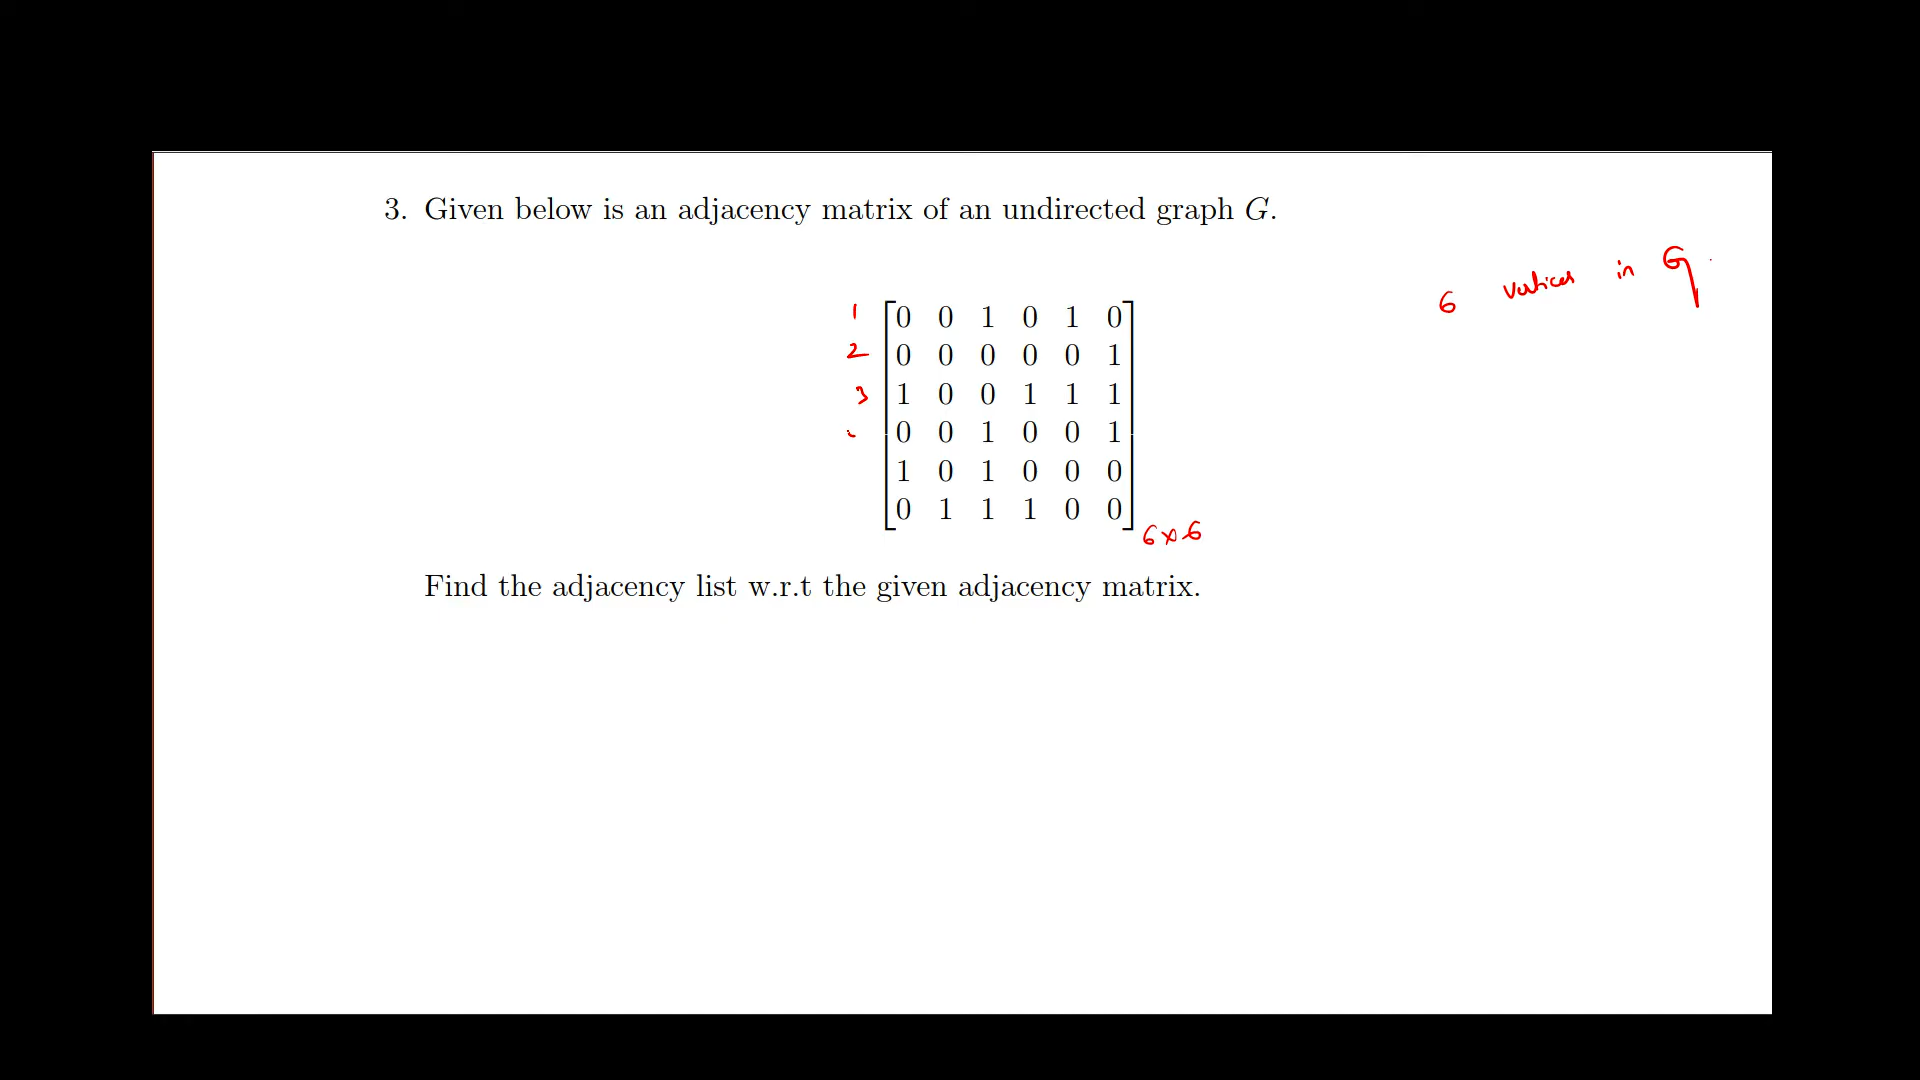 3. Given below is an adjacency matrix of an undirected graph G.
6 vertices in G
1 0 0 1 0 1 0
2 0 0 0 0 0 1
3 1 0 0 1 1 1
0 0 1 0 0 1
1 0 1 0 0 0
0 1 1 1 0 0
6×6
Find the adjacency list w.r.t the given adjacency matrix.